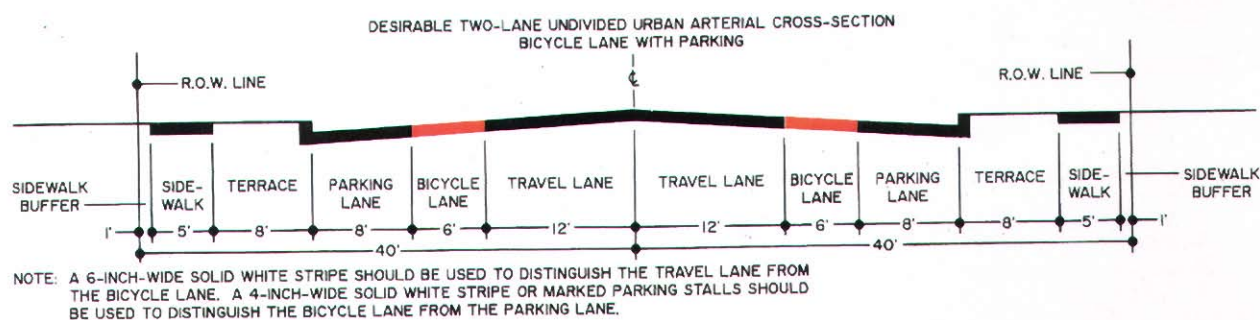 DESIRABLE TWO-LANE UNDIVIDED URBAN ARTERIAL CROSS-SECTION
BICYCLE LANE WITH PARKING
R.O.W. LINE
℄
R.O.W. LINE
SIDEWALK
BUFFER
SIDE-
WALK
TERRACE
PARKING
LANE
BICYCLE
LANE
TRAVEL LANE
TRAVEL LANE
BICYCLE
LANE
PARKING
LANE
TERRACE
SIDE-
WALK
SIDEWALK
BUFFER
1' 5' 8' 8' 6' 12' 12' 6' 8' 8' 5' 1'
40' 40'
NOTE: A 6-INCH-WIDE SOLID WHITE STRIPE SHOULD BE USED TO DISTINGUISH THE TRAVEL LANE FROM
THE BICYCLE LANE. A 4-INCH-WIDE SOLID WHITE STRIPE OR MARKED PARKING STALLS SHOULD
BE USED TO DISTINGUISH THE BICYCLE LANE FROM THE PARKING LANE.